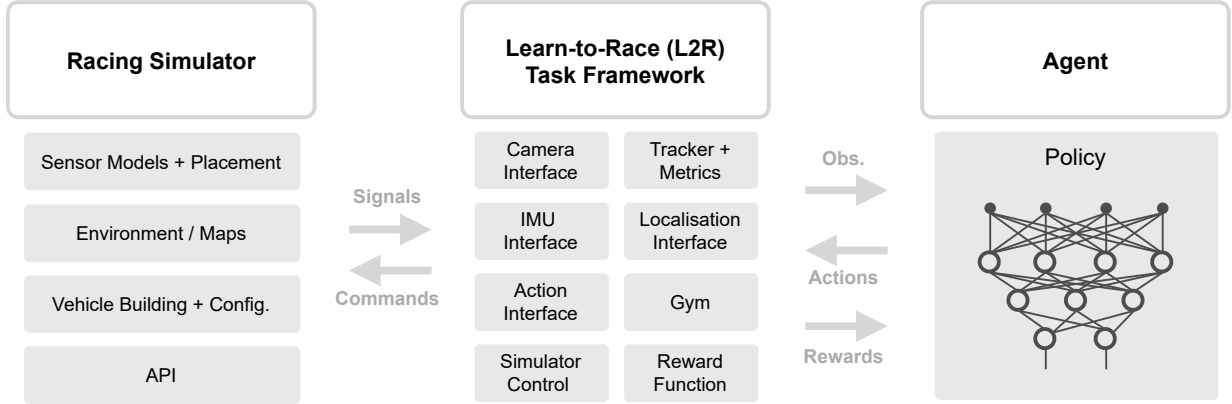 Racing Simulator
Sensor Models + Placement
Environment / Maps
Vehicle Building + Config.
API
Signals
Commands
Learn-to-Race (L2R)
Task Framework
Camera
Interface
Tracker +
Metrics
IMU
Interface
Localisation
Interface
Action
Interface
Gym
Simulator
Control
Reward
Function
Obs.
Actions
Rewards
Agent
Policy